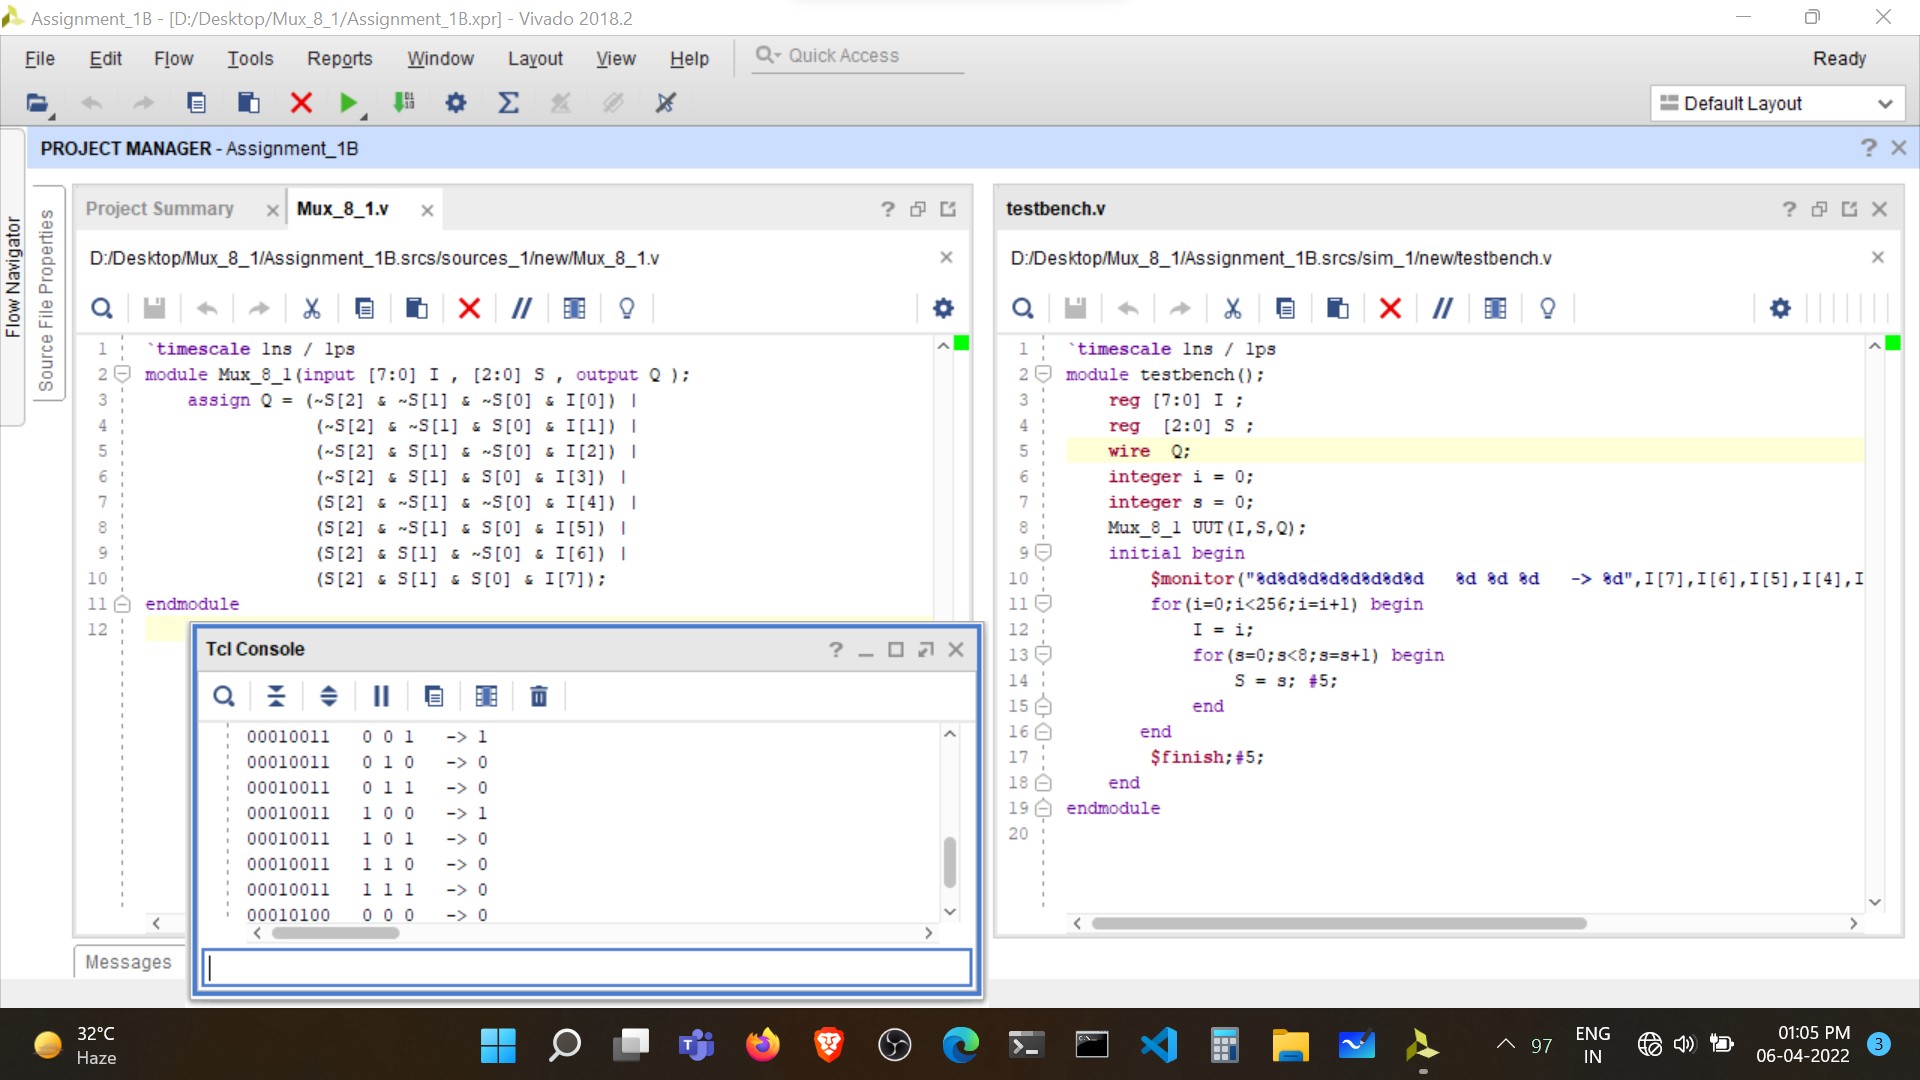 Assignment_1B - [D:/Desktop/Mux_8_1/Assignment_1B.xpr] - Vivado 2018.2
File Edit Flow Tools Reports Window Layout View Help Quick Access Ready
Default Layout
PROJECT MANAGER - Assignment_1B
Flow Navigator
Source File Properties
Project Summary Mux_8_1.v
D:/Desktop/Mux_8_1/Assignment_1B.srcs/sources_1/new/Mux_8_1.v
1 `timescale 1ns / 1ps
2 module Mux_8_1(input [7:0] I , [2:0] S , output Q );
3 assign Q = (~S[2] & ~S[1] & ~S[0] & I[0]) |
4 (~S[2] & ~S[1] & S[0] & I[1]) |
5 (~S[2] & S[1] & ~S[0] & I[2]) |
6 (~S[2] & S[1] & S[0] & I[3]) |
7 (S[2] & ~S[1] & ~S[0] & I[4]) |
8 (S[2] & ~S[1] & S[0] & I[5]) |
9 (S[2] & S[1] & ~S[0] & I[6]) |
10 (S[2] & S[1] & S[0] & I[7]);
11 endmodule
12
Tcl Console
00010011 0 0 1 -> 1
00010011 0 1 0 -> 0
00010011 0 1 1 -> 0
00010011 1 0 0 -> 1
00010011 1 0 1 -> 0
00010011 1 1 0 -> 0
00010011 1 1 1 -> 0
00010100 0 0 0 -> 0
Messages
testbench.v
D:/Desktop/Mux_8_1/Assignment_1B.srcs/sim_1/new/testbench.v
1 `timescale 1ns / 1ps
2 module testbench();
3 reg [7:0] I ;
4 reg [2:0] S ;
5 wire Q;
6 integer i = 0;
7 integer s = 0;
8 Mux_8_1 UUT(I,S,Q);
9 initial begin
10 $monitor("%d%d%d%d%d%d%d%d %d %d %d -> %d",I[7],I[6],I[5],I[4],I
11 for(i=0;i<256;i=i+1) begin
12 I = i;
13 for(s=0;s<8;s=s+1) begin
14 S = s; #5;
15 end
16 end
17 $finish;#5;
18 end
19 endmodule
20
32°C
Haze
97
ENG
IN
01:05 PM
06-04-2022
3